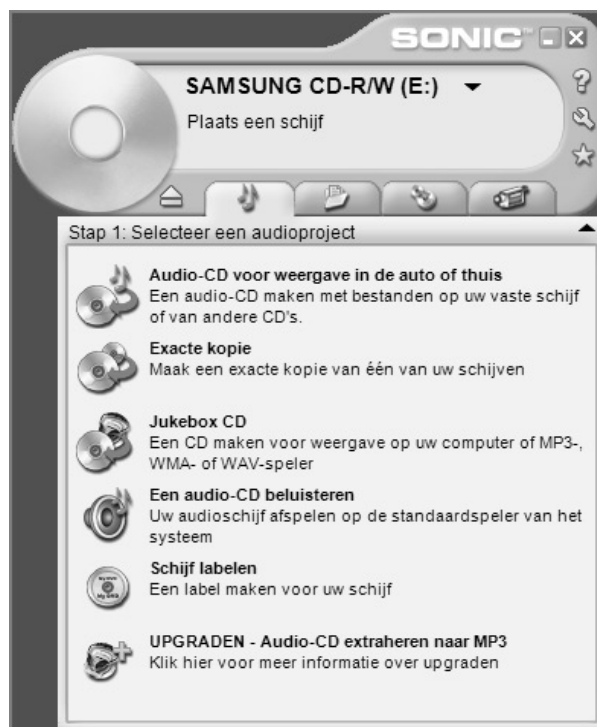 SONIC™
SAMSUNG CD-R/W (E:)
Plaats een schijf
Stap 1: Selecteer een audioproject
Audio-CD voor weergave in de auto of thuis
Een audio-CD maken met bestanden op uw vaste schijf
of van andere CD's.
Exacte kopie
Maak een exacte kopie van één van uw schijven
Jukebox CD
Een CD maken voor weergave op uw computer of MP3-,
WMA- of WAV-speler
Een audio-CD beluisteren
Uw audioschijf afspelen op de standaardspeler van het
systeem
Schijf labelen
Een label maken voor uw schijf
UPGRADEN - Audio-CD extraheren naar MP3
Klik hier voor meer informatie over upgraden